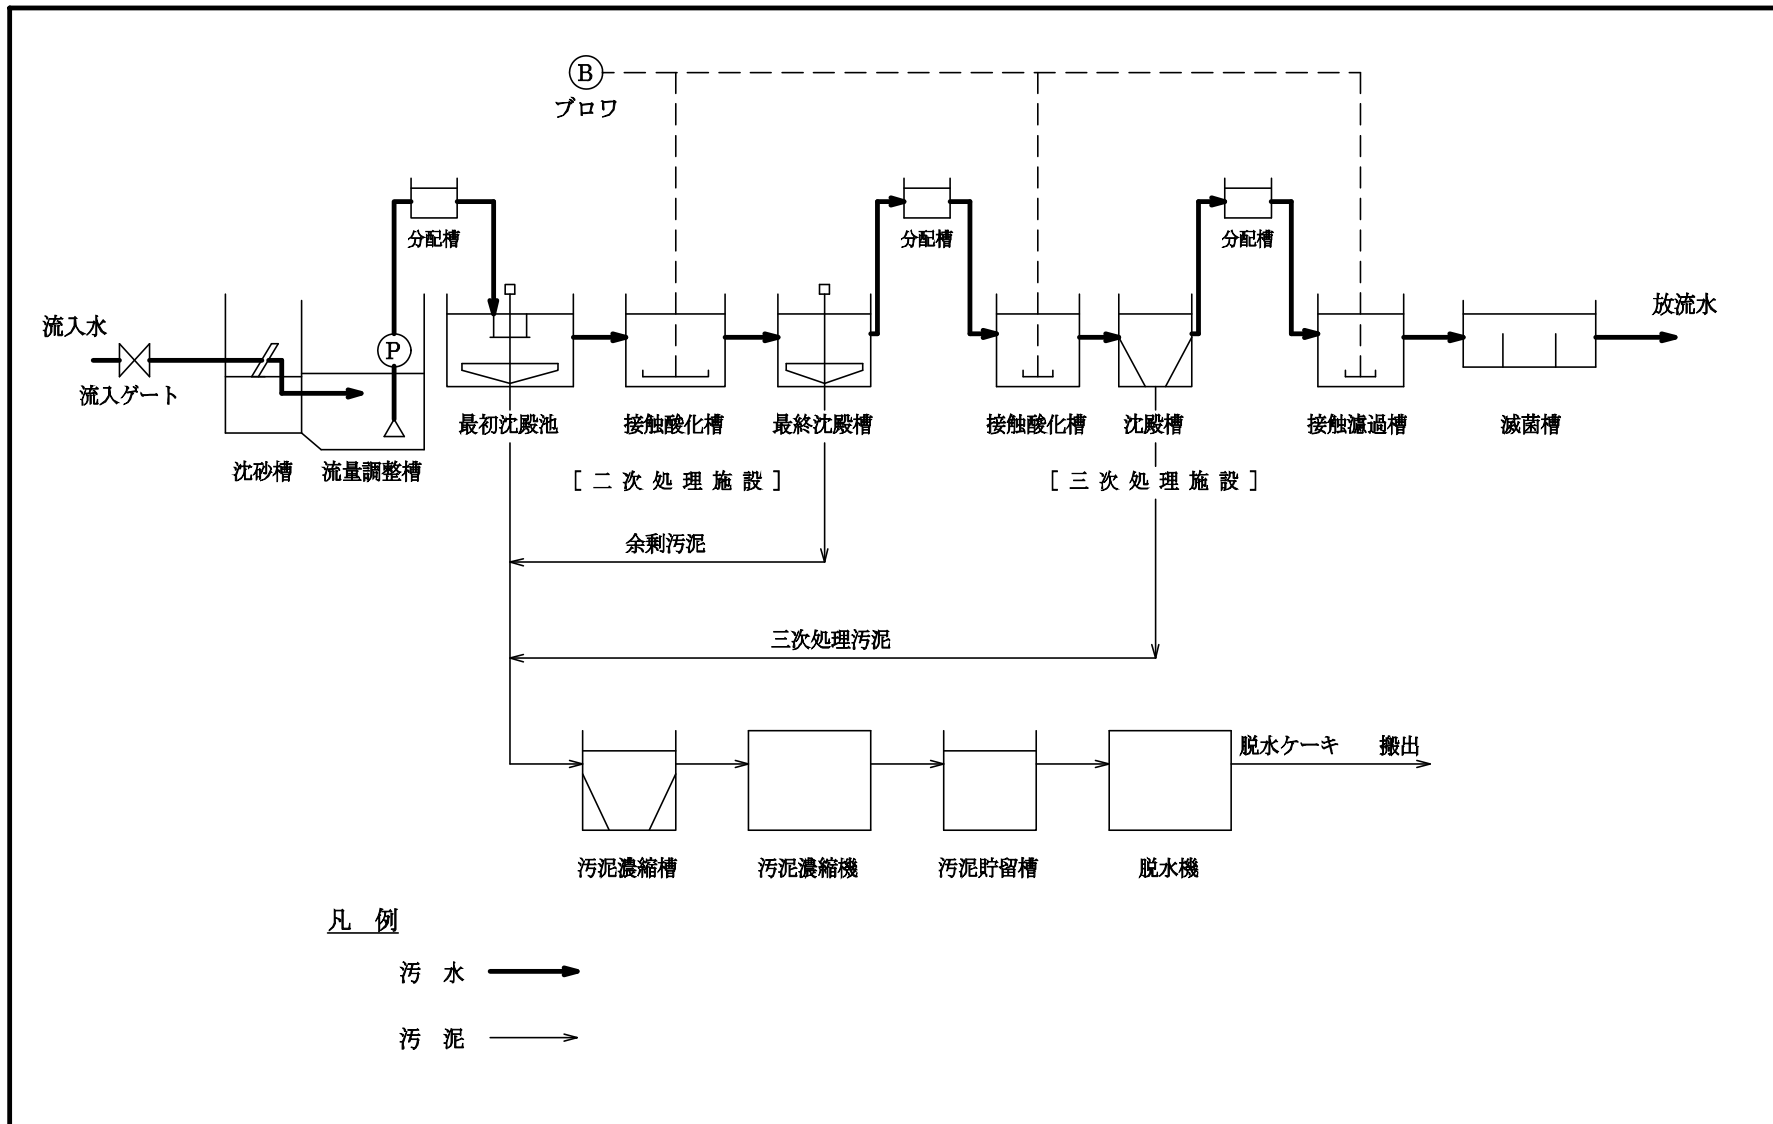 B
ブロワ
分配槽
分配槽
分配槽
流入水
放流水
P
流入ゲート
最初沈殿池
接触酸化槽
最終沈殿槽
接触酸化槽
沈殿槽
接触濾過槽
滅菌槽
沈砂槽
流量調整槽
[ 二 次 処 理 施 設 ]
[ 三 次 処 理 施 設 ]
余剰汚泥
三次処理汚泥
脱水ケーキ　搬出
汚泥濃縮槽
汚泥濃縮機
汚泥貯留槽
脱水機
凡　例
汚　水
汚　泥